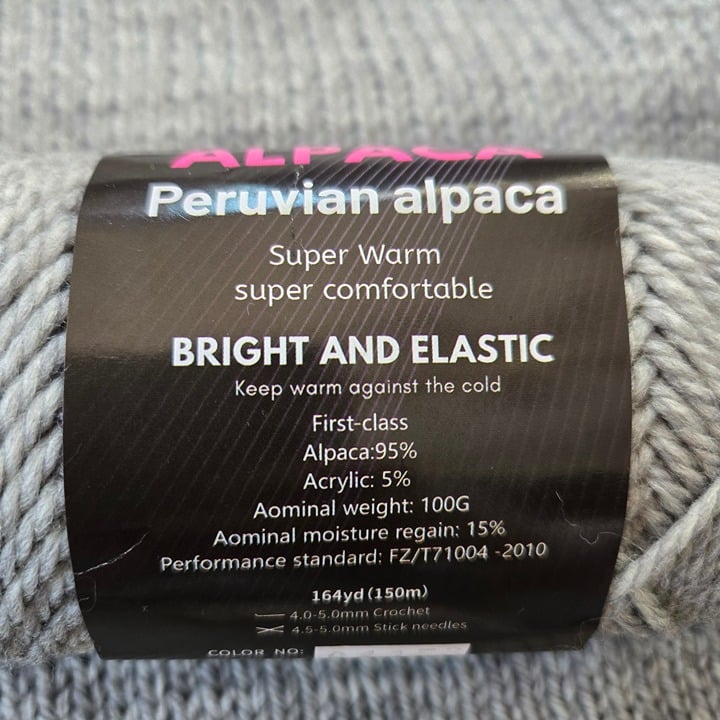 ALPACA
Peruvian alpaca
Super Warm
super comfortable
BRIGHT AND ELASTIC
Keep warm against the cold
First-class
Alpaca:95%
Acrylic: 5%
Aominal weight: 100G
Aominal moisture regain: 15%
Performance standard: FZ/T71004 -2010
164yd (150m)
4.0-5.0mm Crochet
4.5-5.0mm Stick needles
COLOR NO: